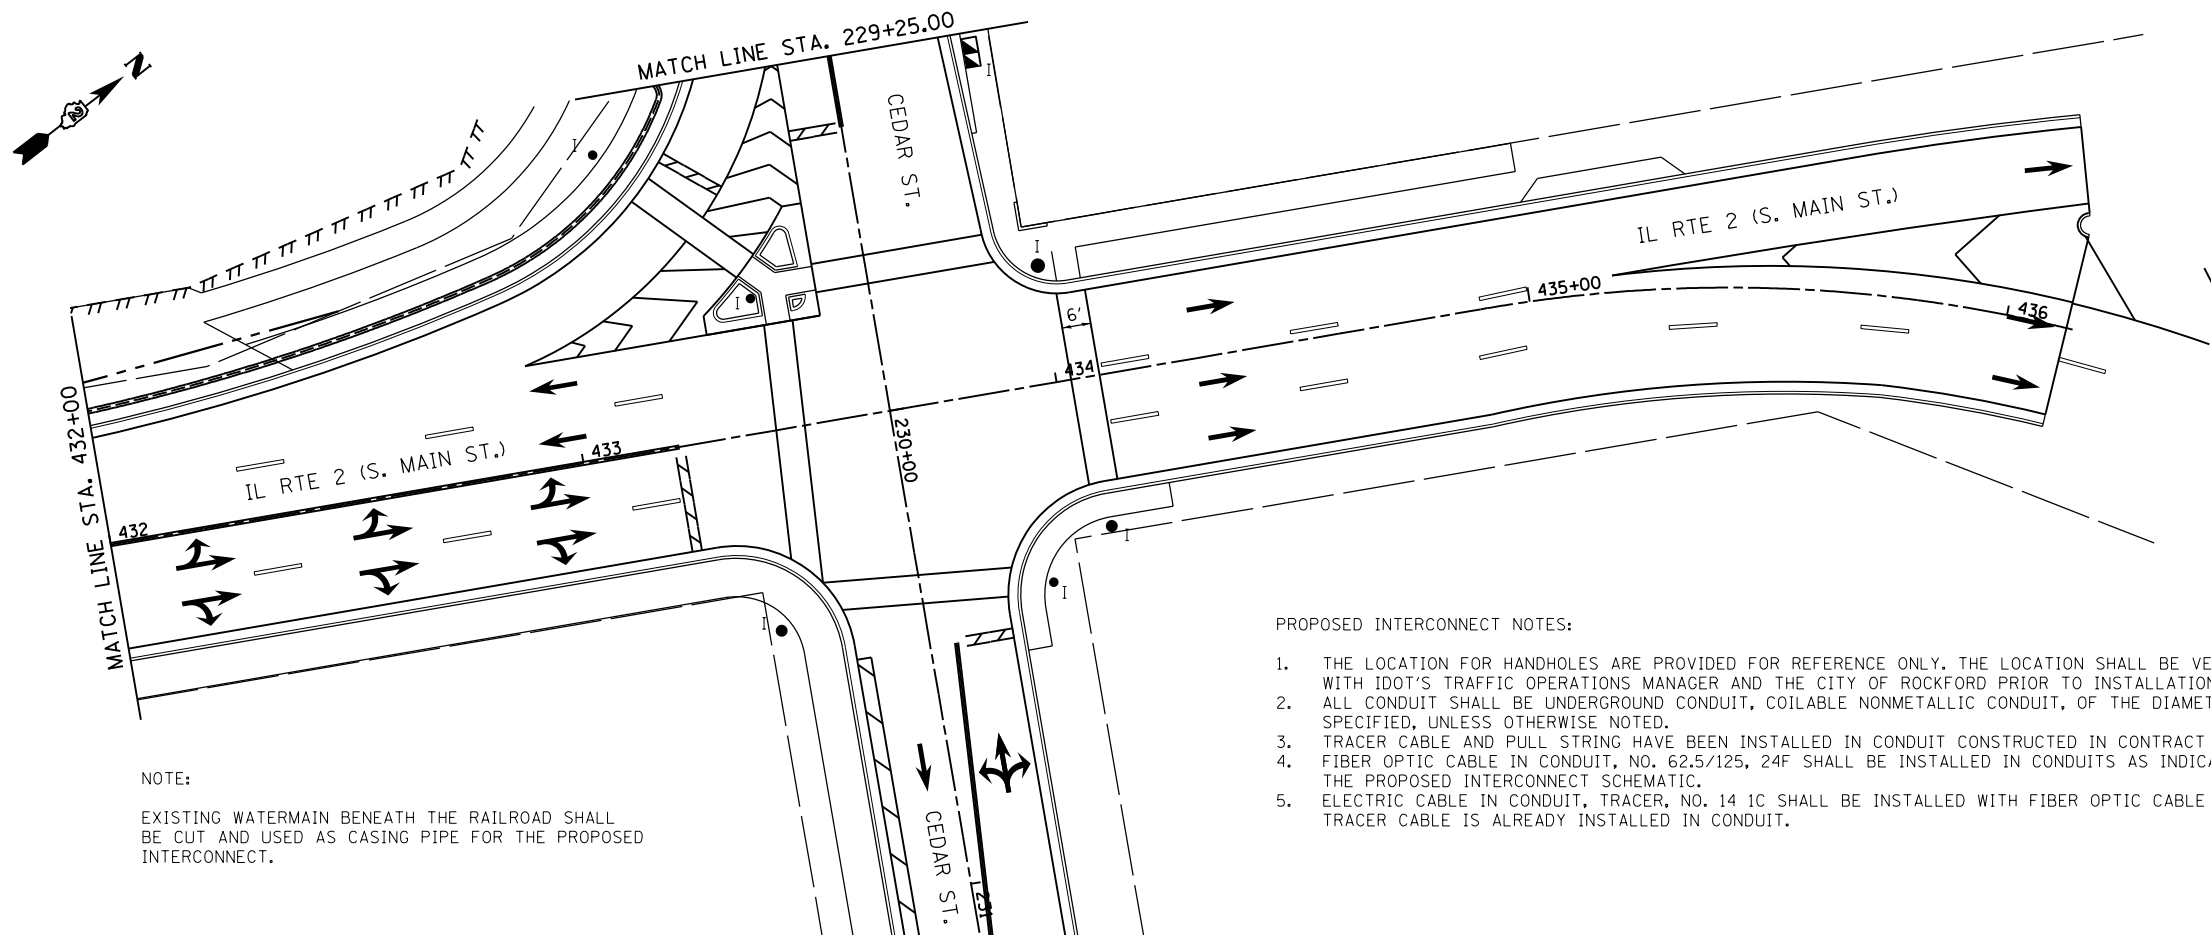 MATCH LINE STA. 229+25.00
N
2
I
I
CEDAR ST.
I
IL RTE 2 (S. MAIN ST.)
435+00
436
I
6'
434
MATCH LINE STA. 432+00
433
230+00
IL RTE 2 (S. MAIN ST.)
432
I
I
I
CEDAR ST.
231
NOTE:
EXISTING WATERMAIN BENEATH THE RAILROAD SHALL
BE CUT AND USED AS CASING PIPE FOR THE PROPOSED
INTERCONNECT.
PROPOSED INTERCONNECT NOTES:
1. THE LOCATION FOR HANDHOLES ARE PROVIDED FOR REFERENCE ONLY. THE LOCATION SHALL BE VE
WITH IDOT'S TRAFFIC OPERATIONS MANAGER AND THE CITY OF ROCKFORD PRIOR TO INSTALLATION
2. ALL CONDUIT SHALL BE UNDERGROUND CONDUIT, COILABLE NONMETALLIC CONDUIT, OF THE DIAMET
SPECIFIED, UNLESS OTHERWISE NOTED.
3. TRACER CABLE AND PULL STRING HAVE BEEN INSTALLED IN CONDUIT CONSTRUCTED IN CONTRACT
4. FIBER OPTIC CABLE IN CONDUIT, NO. 62.5/125, 24F SHALL BE INSTALLED IN CONDUITS AS INDICA
THE PROPOSED INTERCONNECT SCHEMATIC.
5. ELECTRIC CABLE IN CONDUIT, TRACER, NO. 14 1C SHALL BE INSTALLED WITH FIBER OPTIC CABLE
TRACER CABLE IS ALREADY INSTALLED IN CONDUIT.